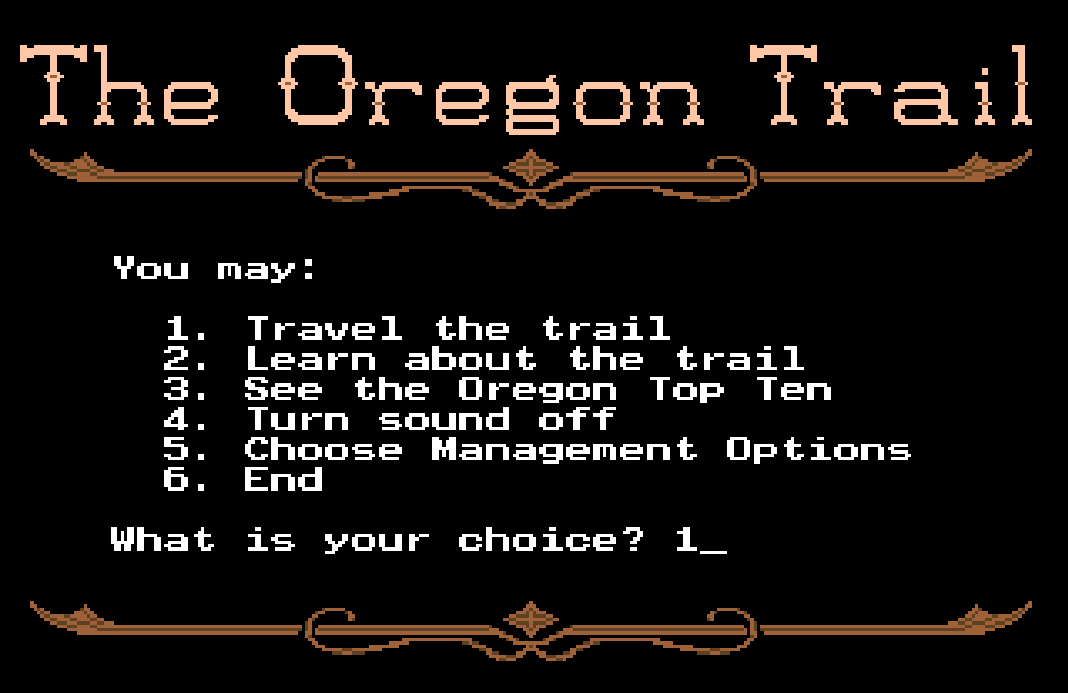 The Oregon Trail
You may:
1. Travel the trail
2. Learn about the trail
3. See the Oregon Top Ten
4. Turn sound off
5. Choose Management Options
6. End
What is your choice? 1_